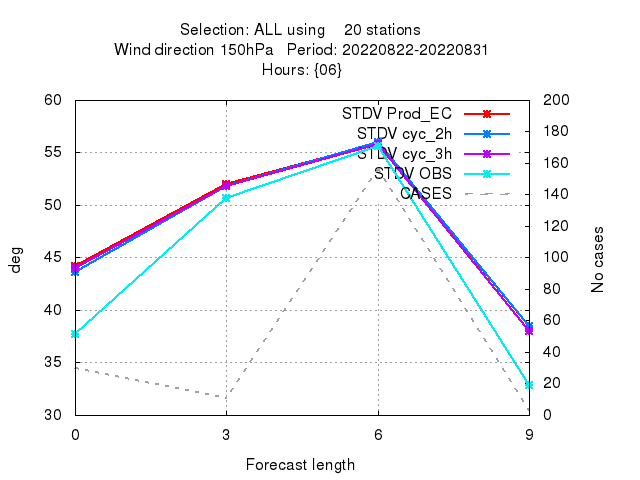 Selection: ALL using    20 stations
Wind direction 150hPa   Period: 20220822-20220831
Hours: {06}
STDV Prod_EC
STDV cyc_2h
STDV cyc_3h
STDV OBS
CASES
60
55
50
45
40
35
30
deg
200
180
160
140
120
100
80
60
40
20
0
No cases
0 3 6 9
Forecast length